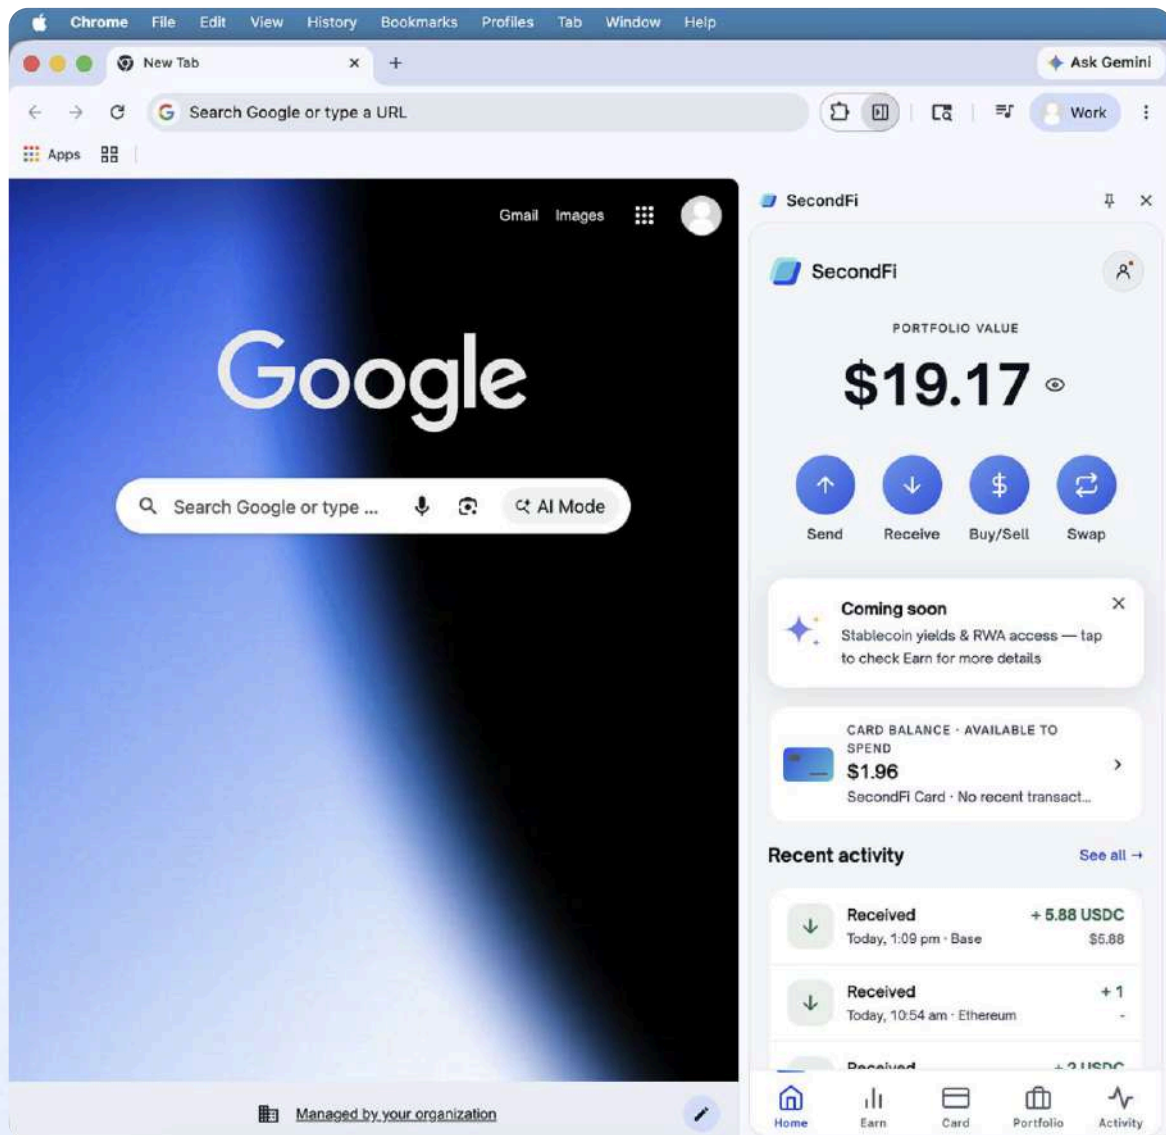 Chrome File Edit View History Bookmarks Profiles Tab Window Help
New Tab
Ask Gemini
Search Google or type a URL
Work
Apps
Gmail Images
Google
Search Google or type ...
AI Mode
Managed by your organization
SecondFi
SecondFi
PORTFOLIO VALUE
$19.17
Send Receive Buy/Sell Swap
Coming soon
Stablecoin yields & RWA access — tap
to check Earn for more details
CARD BALANCE · AVAILABLE TO
SPEND
$1.96
SecondFi Card · No recent transact...
Recent activity See all →
Received + 5.88 USDC
Today, 1:09 pm · Base $5.88
Received + 1
Today, 10:54 am · Ethereum -
Received + 2 USDC
Home Earn Card Portfolio Activity